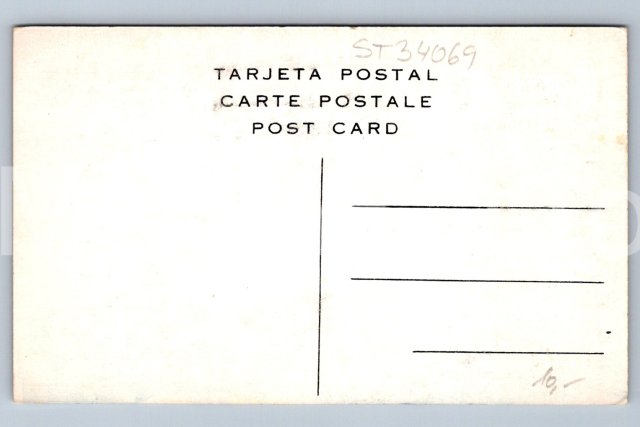 ST34069
TARJETA POSTAL
CARTE POSTALE
POST CARD
10,-